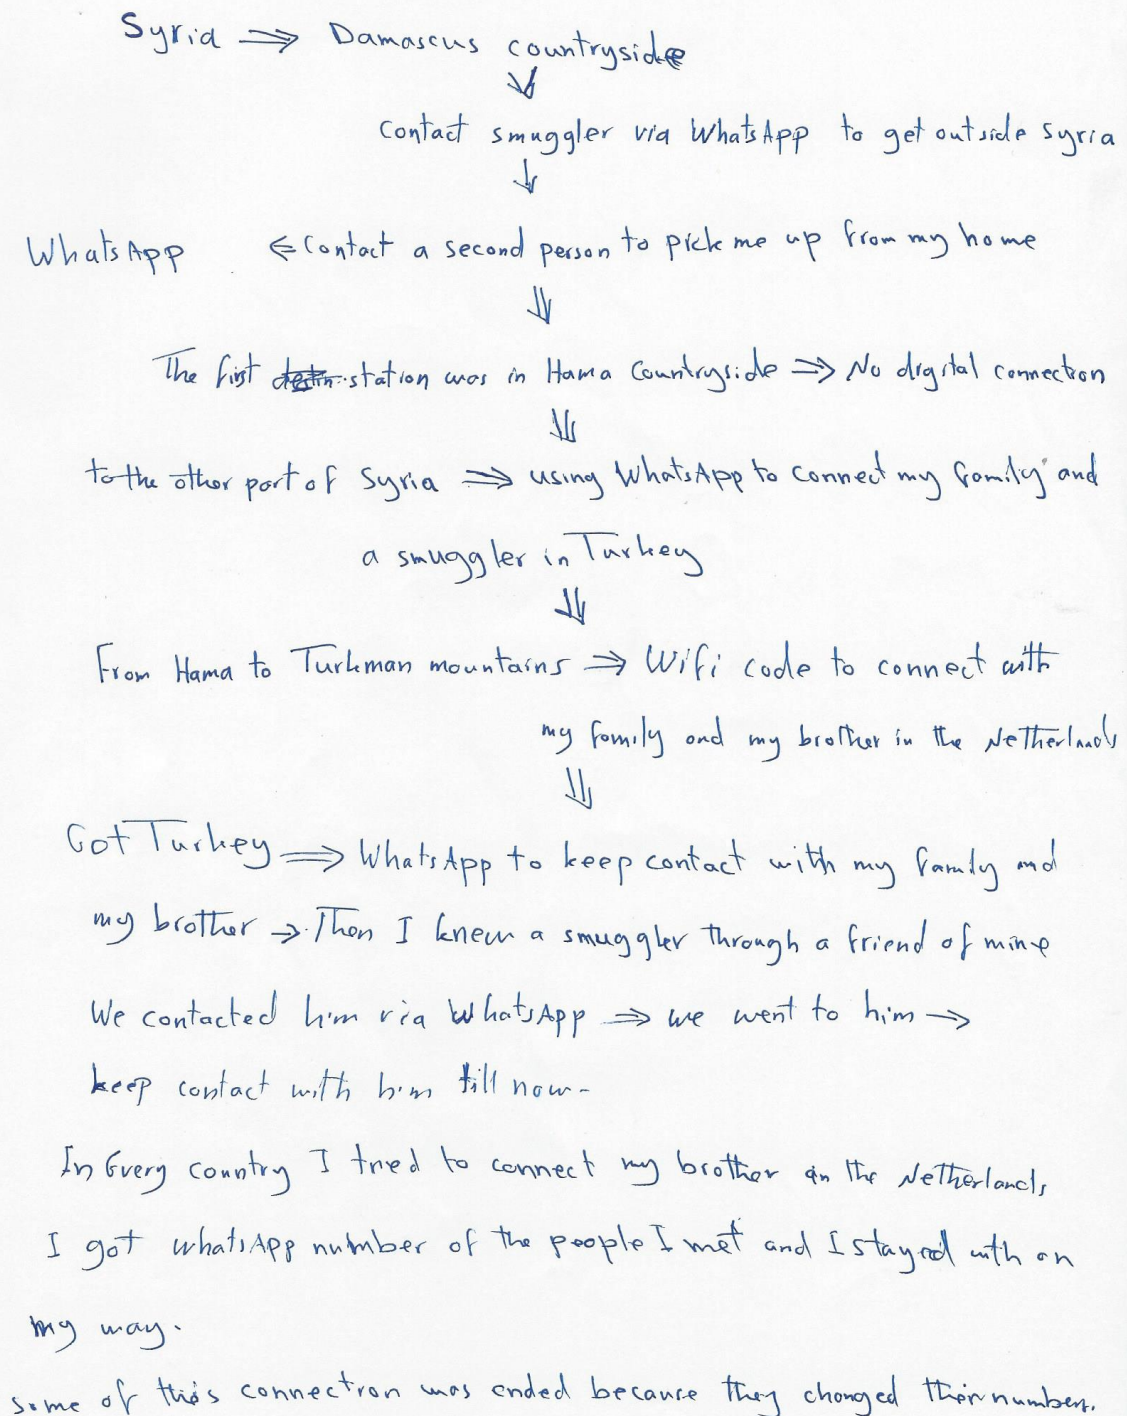 Syria ⇒ Damascus countryside
⇓
Contact smuggler via WhatsApp to get outside Syria
↓
WhatsApp ⇐ Contact a second person to pick me up from my home
⇓
The first destin. station was in Hama Countryside ⇒ No digital connection
⇓
to the other part of Syria ⇒ using WhatsApp to connect my family and
a smuggler in Turkey
⇓
From Hama to Turkman mountains ⇒ Wifi code to connect with
my family and my brother in the Netherlands
⇓
Got Turkey ⇒ WhatsApp to keep contact with my family and
my brother → Then I knew a smuggler through a friend of mine
We contacted him via WhatsApp ⇒ we went to him →
keep contact with him till now -
In Every country I tried to connect my brother in the Netherlands,
I got whatsApp number of the people I met and I stayed with on
my way.
some of this connection was ended because they changed their number.